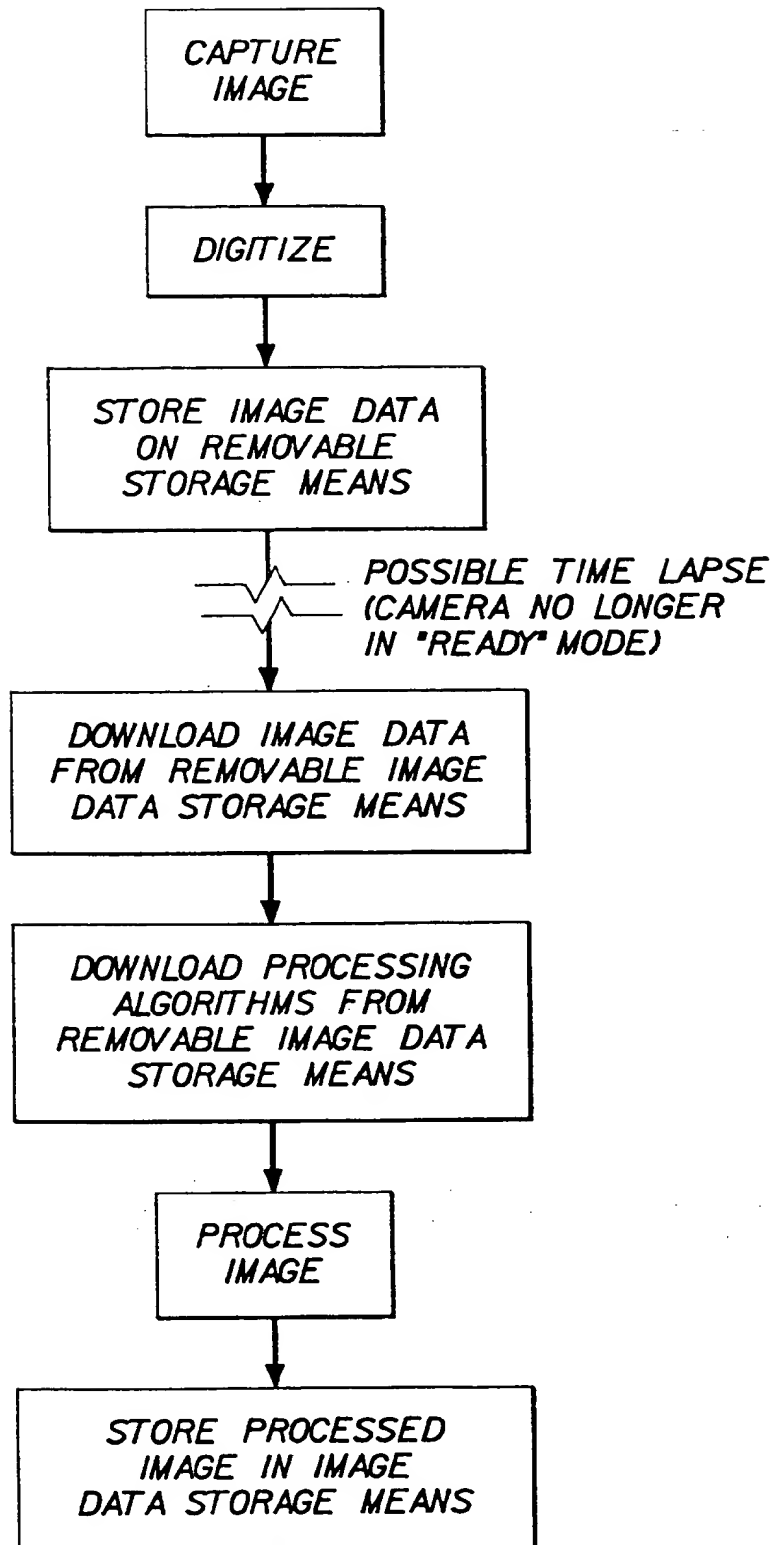 CAPTURE
IMAGE
DIGITIZE
STORE IMAGE DATA
ON REMOVABLE
STORAGE MEANS
POSSIBLE TIME LAPSE
(CAMERA NO LONGER
IN "READY" MODE)
DOWNLOAD IMAGE DATA
FROM REMOVABLE IMAGE
DATA STORAGE MEANS
DOWNLOAD PROCESSING
ALGORITHMS FROM
REMOVABLE IMAGE DATA
STORAGE MEANS
PROCESS
IMAGE
STORE PROCESSED
IMAGE IN IMAGE
DATA STORAGE MEANS